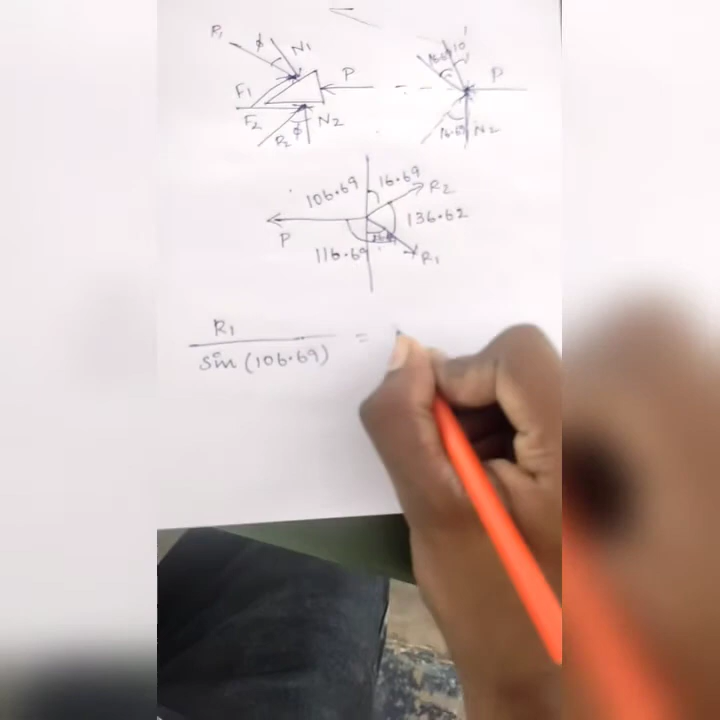 R1 φ N1
F1 P
F2 φ N2
R2
16.69 10 P
16.69 N2
106.69 16.69 R2
136.62
P
116.69 R1
R1
sin (106.69) =